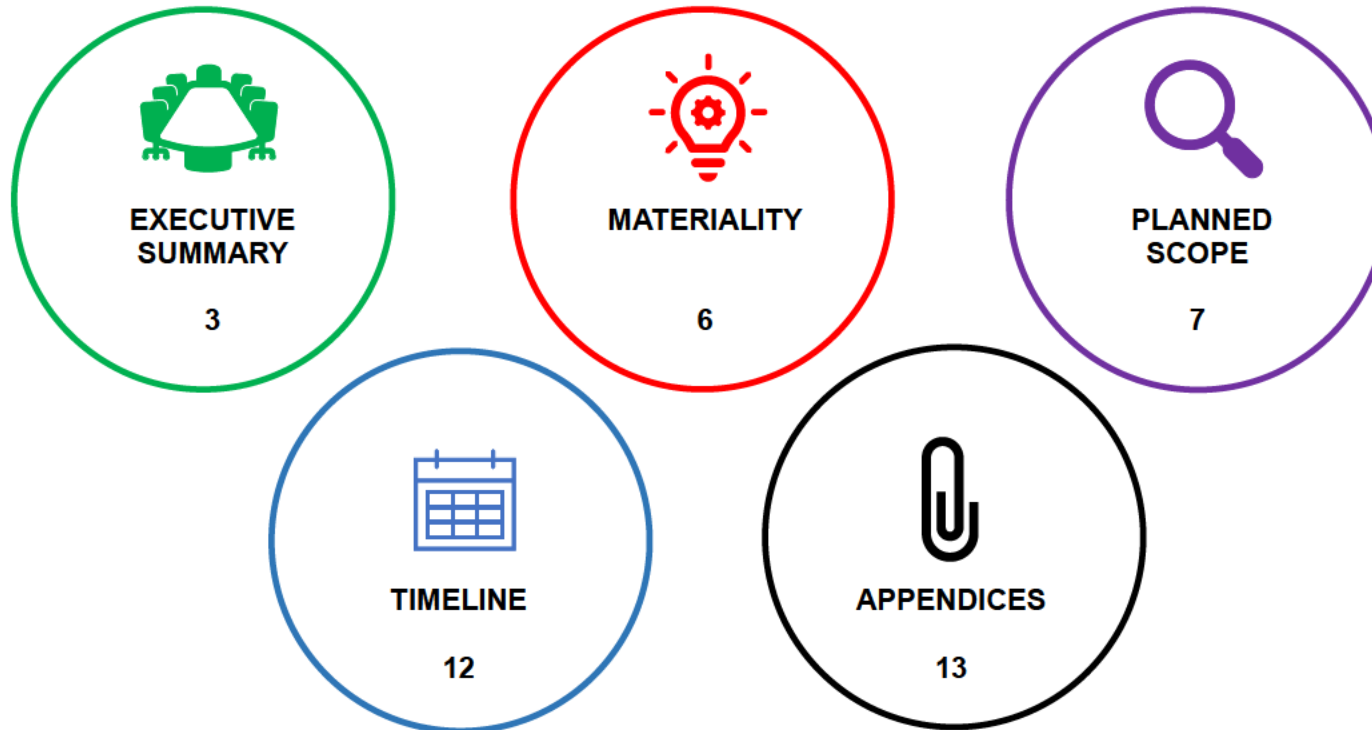 EXECUTIVE
SUMMARY
3
MATERIALITY
6
PLANNED
SCOPE
7
TIMELINE
12
APPENDICES
13